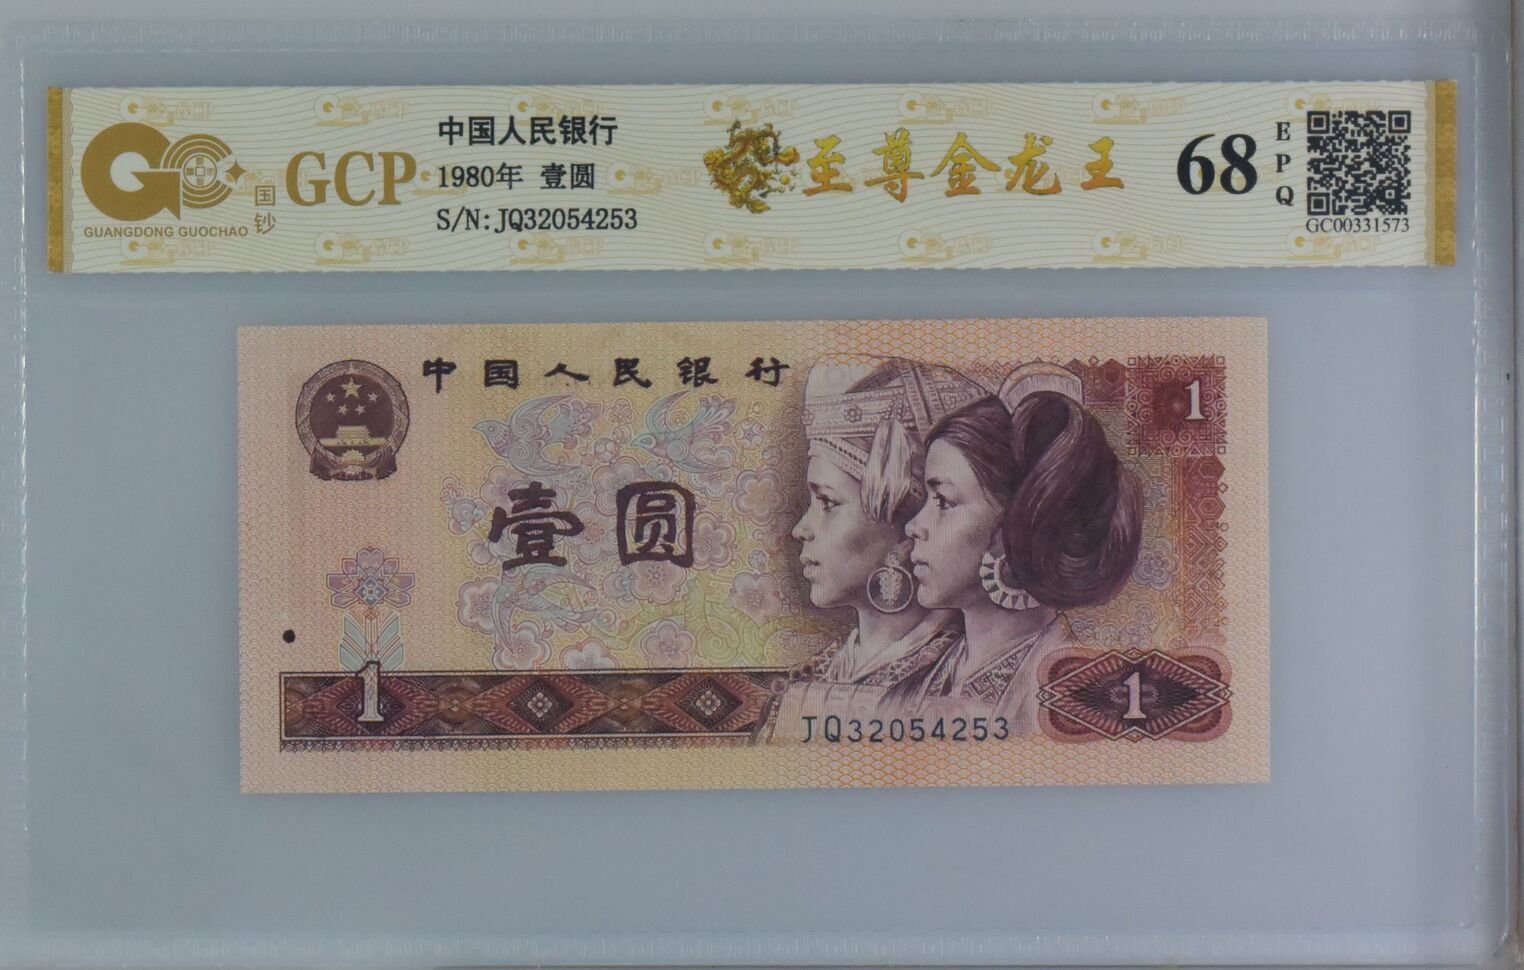 GUANGDONG GUOCHAO
国钞
GCP
中国人民银行
1980年 壹圆
S/N:JQ32054253
至尊金龙王
68
EPQ
GC00331573
中国人民银行
1
壹圆
1
JQ32054253
1